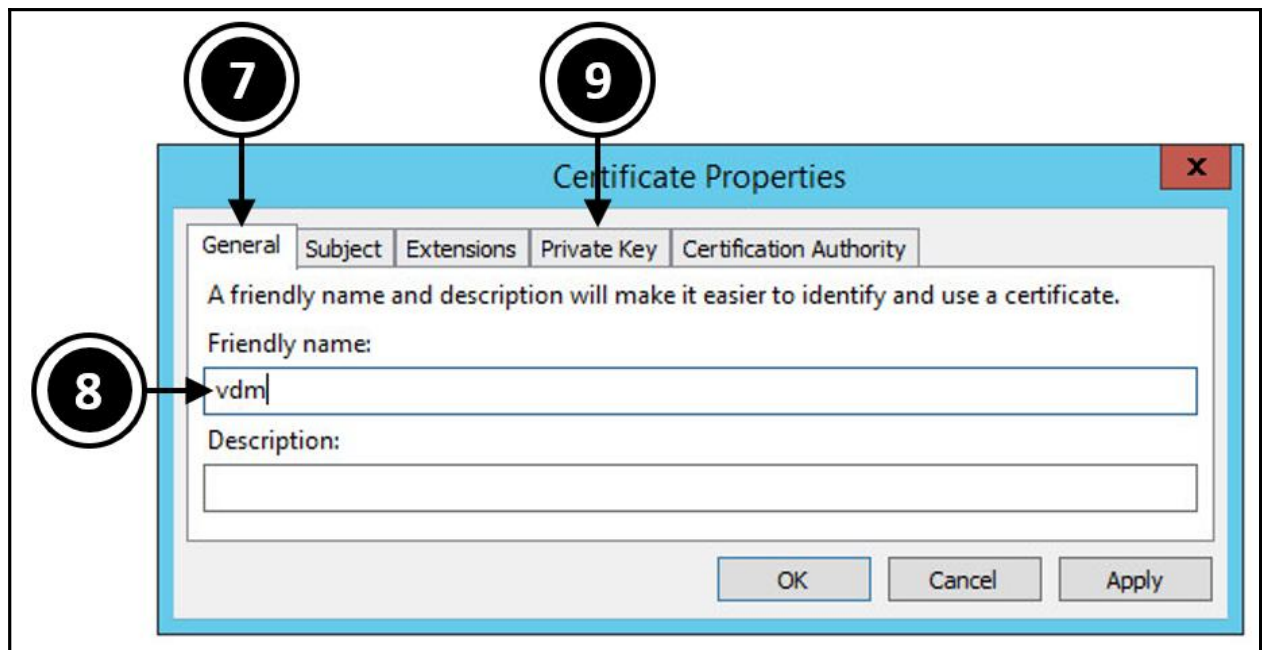 7 9
Certificate Properties
x
General Subject Extensions Private Key Certification Authority
A friendly name and description will make it easier to identify and use a certificate.
Friendly name:
8
vdm
Description:
OK Cancel Apply